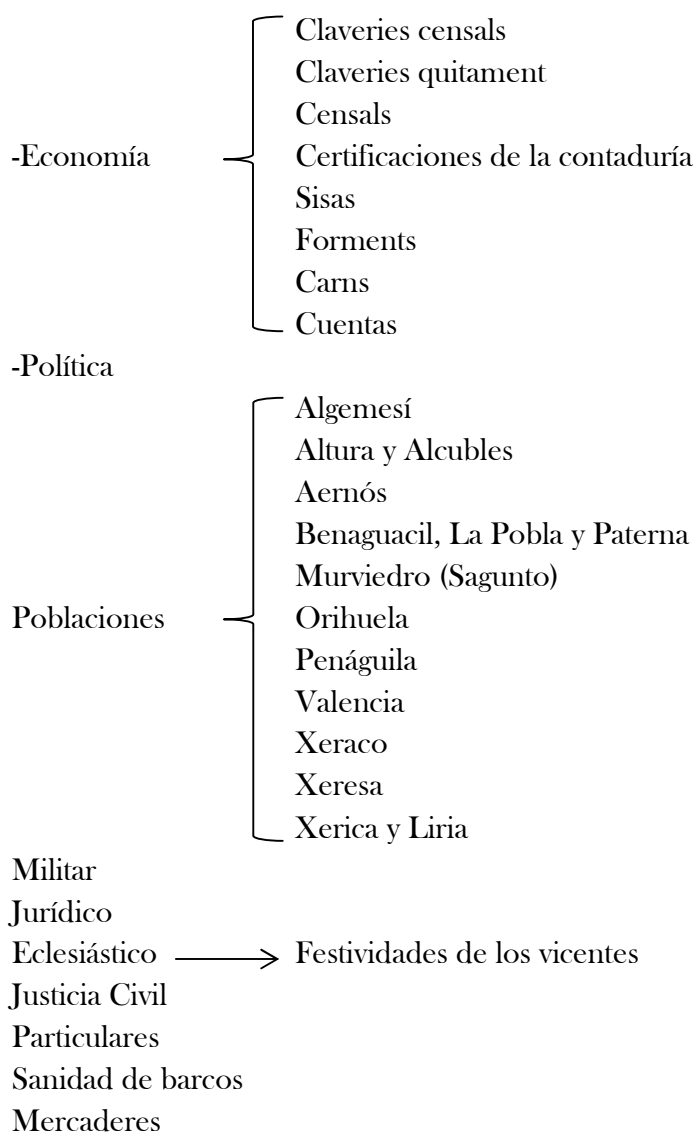 Claveries censals
Claveries quitament
Censals
-Economía Certificaciones de la contaduría
Sisas
Forments
Carns
Cuentas
-Política
Algemesí
Altura y Alcubles
Aernós
Benaguacil, La Pobla y Paterna
Murviedro (Sagunto)
Poblaciones Orihuela
Penáguila
Valencia
Xeraco
Xeresa
Xerica y Liria
Militar
Jurídico
Eclesiástico Festividades de los vicentes
Justicia Civil
Particulares
Sanidad de barcos
Mercaderes